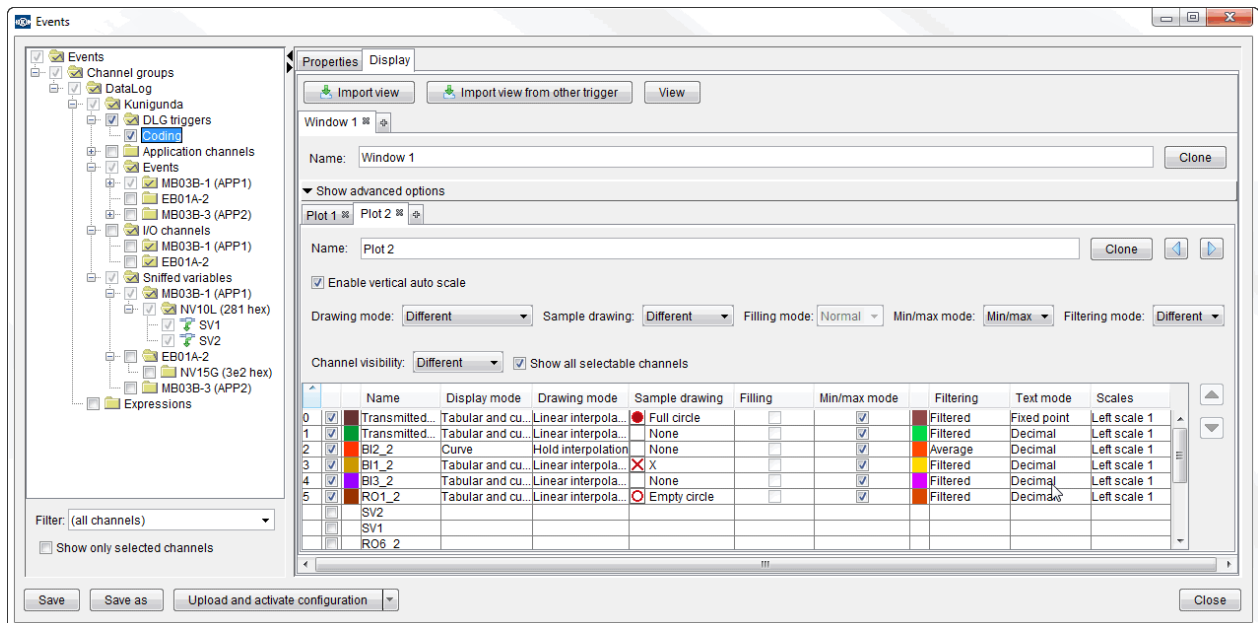 Events
Events
Channel groups
DataLog
Kunigunda
DLG triggers
Coding
Application channels
Events
MB03B-1 (APP1)
EB01A-2
MB03B-3 (APP2)
I/O channels
MB03B-1 (APP1)
EB01A-2
Sniffed variables
MB03B-1 (APP1)
NV10L (281 hex)
SV1
SV2
EB01A-2
NV15G (3e2 hex)
MB03B-3 (APP2)
Expressions
Filter: (all channels)
Show only selected channels
Properties Display
Import view Import view from other trigger View
Window 1
Name: Window 1 Clone
Show advanced options
Plot 1 Plot 2
Name: Plot 2 Clone
Enable vertical auto scale
Drawing mode: Different Sample drawing: Different Filling mode: Normal Min/max mode: Min/max Filtering mode: Different
Channel visibility: Different Show all selectable channels
Name Display mode Drawing mode Sample drawing Filling Min/max mode Filtering Text mode Scales
0 Transmitted... Tabular and cu... Linear interpola... Full circle Filtered Fixed point Left scale 1
1 Transmitted... Tabular and cu... Linear interpola... None Filtered Decimal Left scale 1
2 BI2_2 Curve Hold interpolation None Average Decimal Left scale 1
3 BI1_2 Tabular and cu... Linear interpola... X Filtered Decimal Left scale 1
4 BI3_2 Tabular and cu... Linear interpola... None Filtered Decimal Left scale 1
5 RO1_2 Tabular and cu... Linear interpola... Empty circle Filtered Decimal Left scale 1
SV2
SV1
RO6_2
Save Save as Upload and activate configuration Close